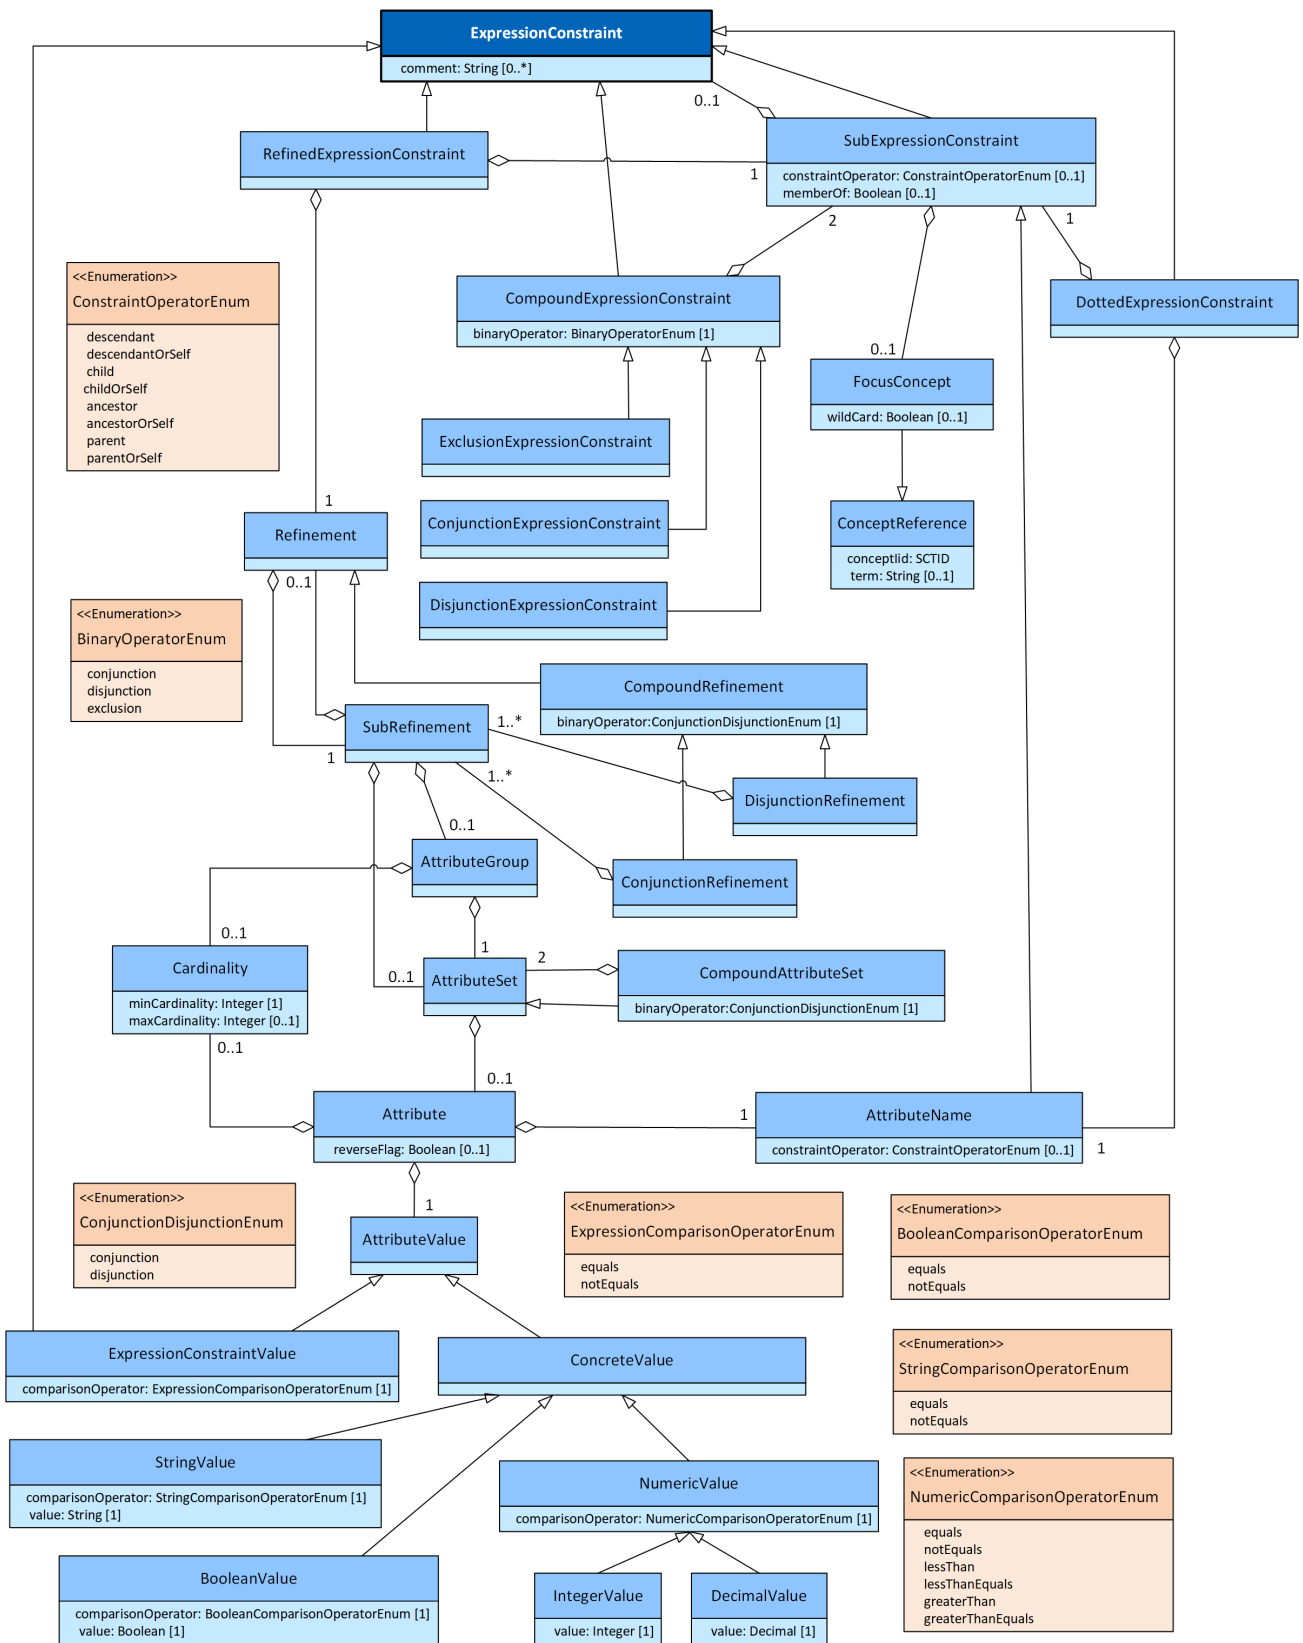 ExpressionConstraint
comment: String [0..*]
0..1
RefinedExpressionConstraint
SubExpressionConstraint
constraintOperator: ConstraintOperatorEnum [0..1]
memberOf: Boolean [0..1]
1
2
1
<<Enumeration>>
ConstraintOperatorEnum
descendant
descendantOrSelf
child
childOrSelf
ancestor
ancestorOrSelf
parent
parentOrSelf
CompoundExpressionConstraint
binaryOperator: BinaryOperatorEnum [1]
DottedExpressionConstraint
0..1
FocusConcept
wildCard: Boolean [0..1]
ExclusionExpressionConstraint
ConjunctionExpressionConstraint
ConceptReference
conceptIid: SCTID
term: String [0..1]
1
Refinement
0..1
DisjunctionExpressionConstraint
<<Enumeration>>
BinaryOperatorEnum
conjunction
disjunction
exclusion
CompoundRefinement
binaryOperator:ConjunctionDisjunctionEnum [1]
SubRefinement
1..*
1
1..*
DisjunctionRefinement
0..1
AttributeGroup
ConjunctionRefinement
0..1
1
2
Cardinality
minCardinality: Integer [1]
maxCardinality: Integer [0..1]
0..1
AttributeSet
CompoundAttributeSet
binaryOperator:ConjunctionDisjunctionEnum [1]
0..1
0..1
Attribute
reverseFlag: Boolean [0..1]
1
AttributeName
constraintOperator: ConstraintOperatorEnum [0..1]
1
<<Enumeration>>
ConjunctionDisjunctionEnum
conjunction
disjunction
1
AttributeValue
<<Enumeration>>
ExpressionComparisonOperatorEnum
equals
notEquals
<<Enumeration>>
BooleanComparisonOperatorEnum
equals
notEquals
ExpressionConstraintValue
comparisonOperator: ExpressionComparisonOperatorEnum [1]
ConcreteValue
<<Enumeration>>
StringComparisonOperatorEnum
equals
notEquals
StringValue
comparisonOperator: StringComparisonOperatorEnum [1]
value: String [1]
NumericValue
comparisonOperator: NumericComparisonOperatorEnum [1]
<<Enumeration>>
NumericComparisonOperatorEnum
equals
notEquals
lessThan
lessThanEquals
greaterThan
greaterThanEquals
BooleanValue
comparisonOperator: BooleanComparisonOperatorEnum [1]
value: Boolean [1]
IntegerValue
value: Integer [1]
DecimalValue
value: Decimal [1]